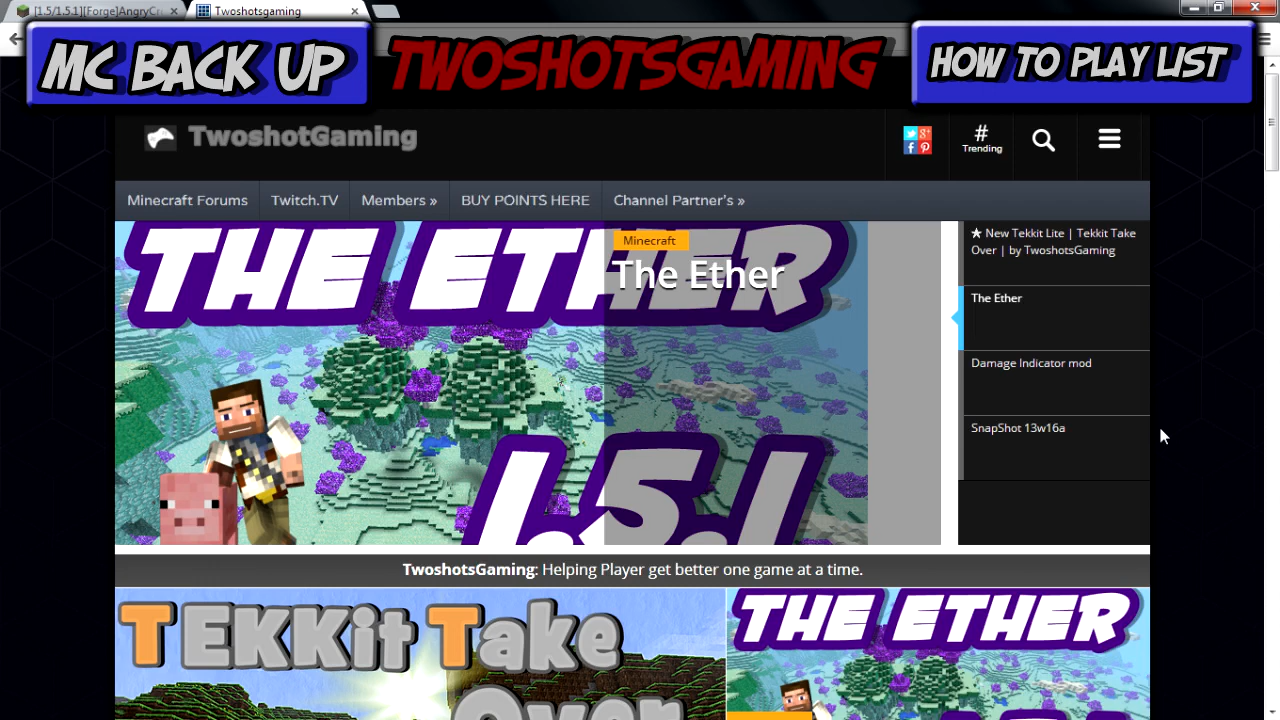 [1.5/1.5.1][Forge]AngryCr
Twoshotsgaming
MC BACK UP
TWOSHOTSGAMING
HOW TO PLAY LIST
TwoshotGaming
#
Trending
Minecraft Forums
Twitch.TV
Members »
BUY POINTS HERE
Channel Partner's »
THE ETHER
Minecraft
The Ether
1.5.1
★ New Tekkit Lite | Tekkit Take
Over | by TwoshotsGaming
The Ether
Damage Indicator mod
SnapShot 13w16a
TwoshotsGaming: Helping Player get better one game at a time.
TEKKit Take
Over
THE ETHER